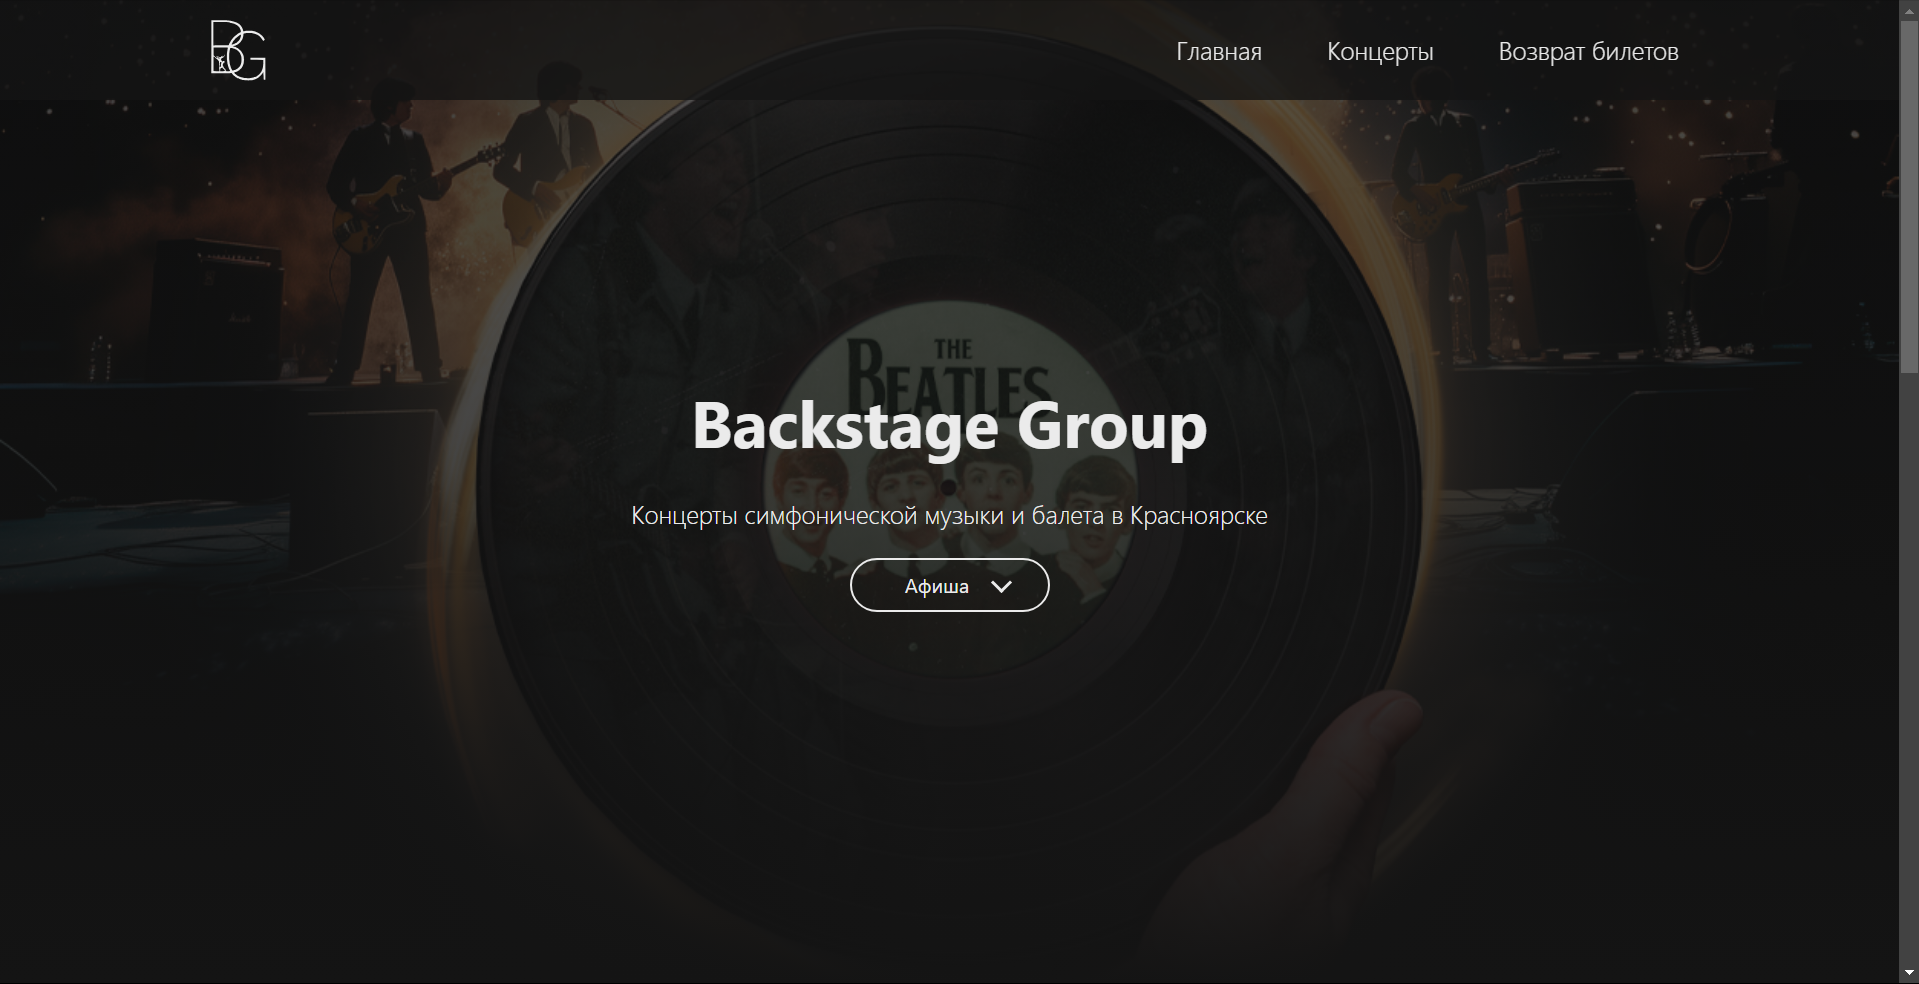 BG
Главная
Концерты
Возврат билетов
THE
BEATLES
Backstage Group
Концерты симфонической музыки и балета в Красноярске
Афиша